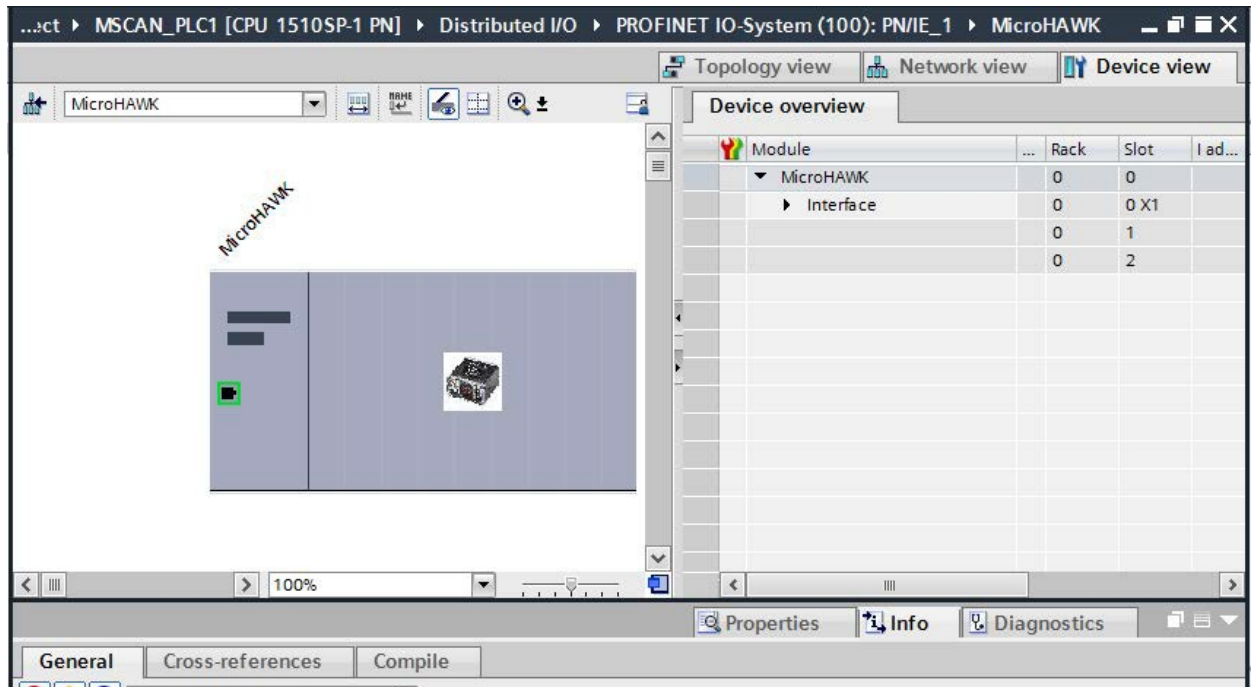 ...ct ▸ MSCAN_PLC1 [CPU 1510SP-1 PN] ▸ Distributed I/O ▸ PROFINET IO-System (100): PN/IE_1 ▸ MicroHAWK
Topology view Network view Device view
MicroHAWK NAME Device overview
Module ... Rack Slot I ad...
MicroHAWK 0 0
Interface 0 0 X1
0 1
0 2
MicroHAWK
100%
Properties Info Diagnostics
General Cross-references Compile